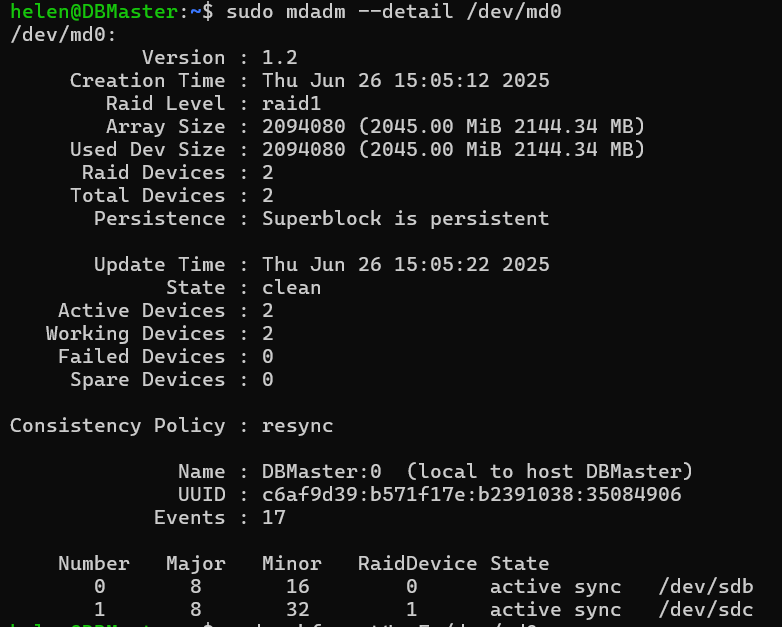 helen@DBMaster:~$ sudo mdadm --detail /dev/md0
/dev/md0:
Version : 1.2
Creation Time : Thu Jun 26 15:05:12 2025
Raid Level : raid1
Array Size : 2094080 (2045.00 MiB 2144.34 MB)
Used Dev Size : 2094080 (2045.00 MiB 2144.34 MB)
Raid Devices : 2
Total Devices : 2
Persistence : Superblock is persistent
Update Time : Thu Jun 26 15:05:22 2025
State : clean
Active Devices : 2
Working Devices : 2
Failed Devices : 0
Spare Devices : 0
Consistency Policy : resync
Name : DBMaster:0 (local to host DBMaster)
UUID : c6af9d39:b571f17e:b2391038:35084906
Events : 17
Number Major Minor RaidDevice State
0 8 16 0 active sync /dev/sdb
1 8 32 1 active sync /dev/sdc